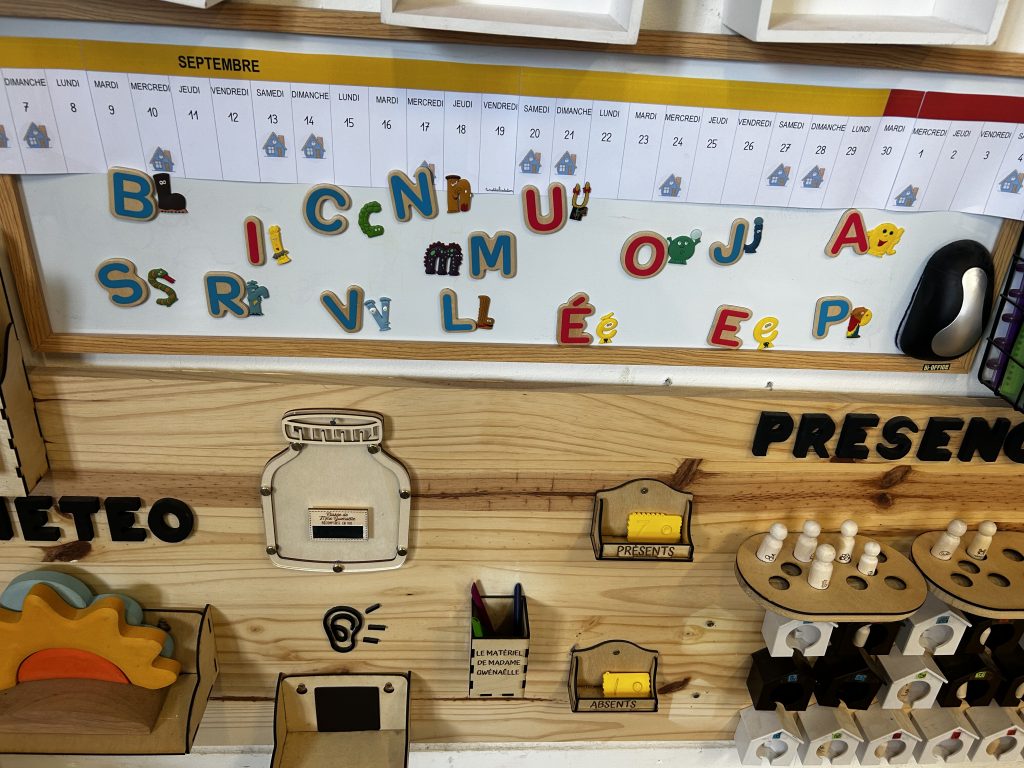 SEPTEMBRE
DIMANCHE LUNDI MARDI MERCREDI JEUDI VENDREDI SAMEDI DIMANCHE LUNDI MARDI MERCREDI JEUDI VENDREDI SAMEDI DIMANCHE LUNDI MARDI MERCREDI JEUDI VENDREDI SAMEDI DIMANCHE LUNDI MARDI MERCREDI JEUDI VENDREDI
7 8 9 10 11 12 13 14 15 16 17 18 19 20 21 22 23 24 25 26 27 28 29 30 1 2 3 4
B L C c N n U u
I i m M O o J j A a
S s R r V v L l É é E e P p
BI-OFFICE
PRESENC
METEO
PRÉSENTS
LE MATÉRIEL
DE MADAME
GWÉNAËLLE
ABSENTS